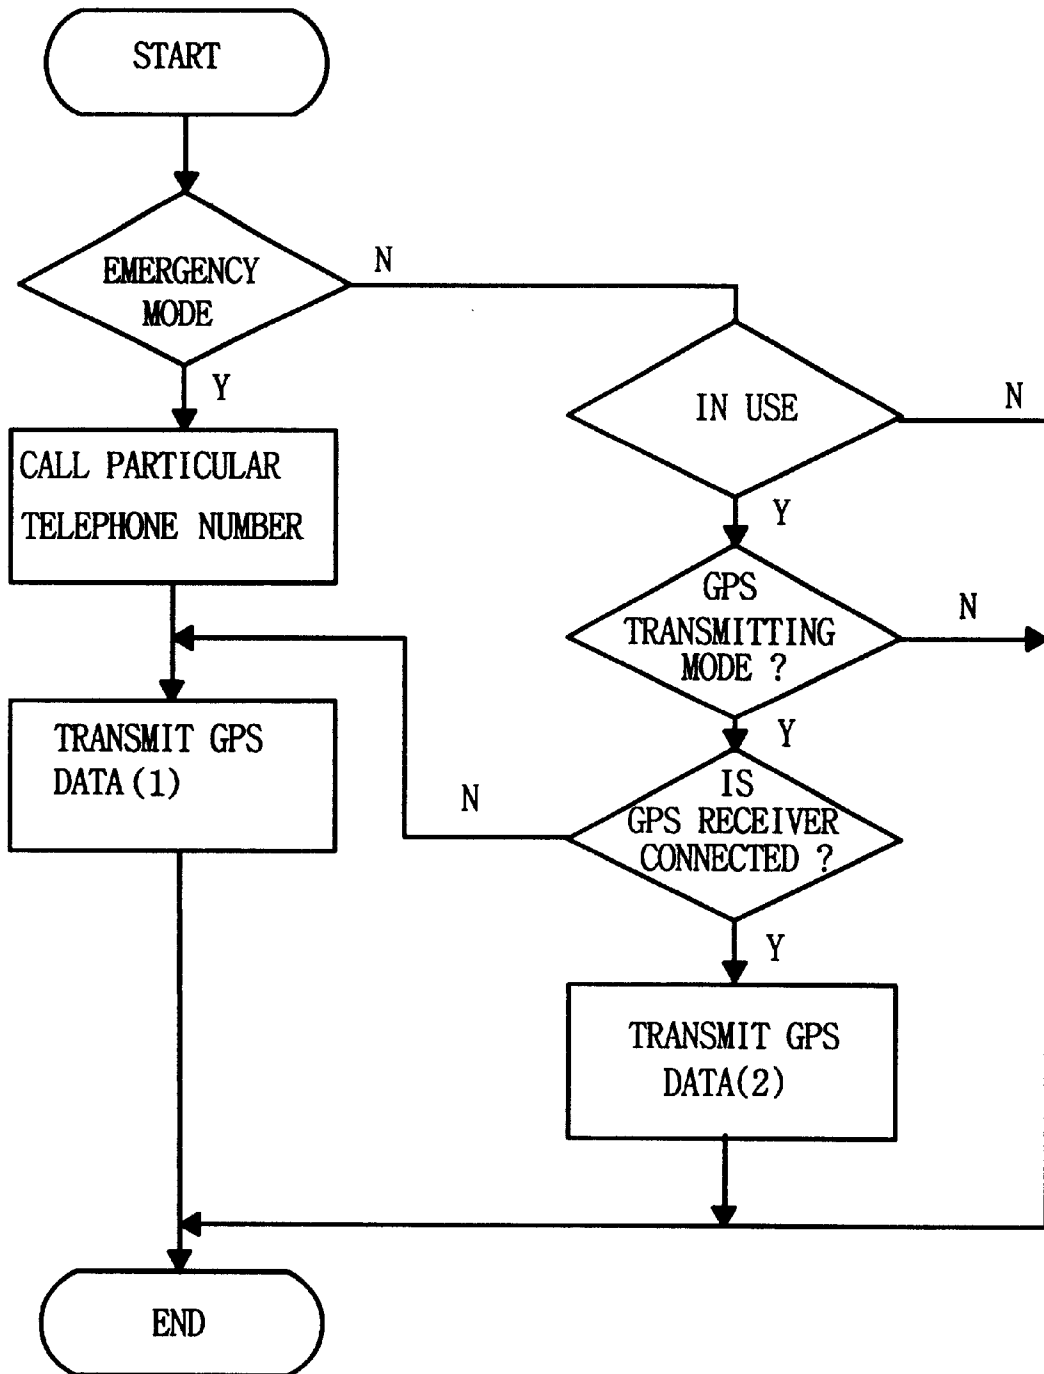 START
EMERGENCY
MODE
N
Y
IN USE
N
Y
CALL PARTICULAR
TELEPHONE NUMBER
GPS
TRANSMITTING
MODE ?
N
Y
TRANSMIT GPS
DATA(1)
IS
GPS RECEIVER
CONNECTED ?
N
Y
TRANSMIT GPS
DATA(2)
END